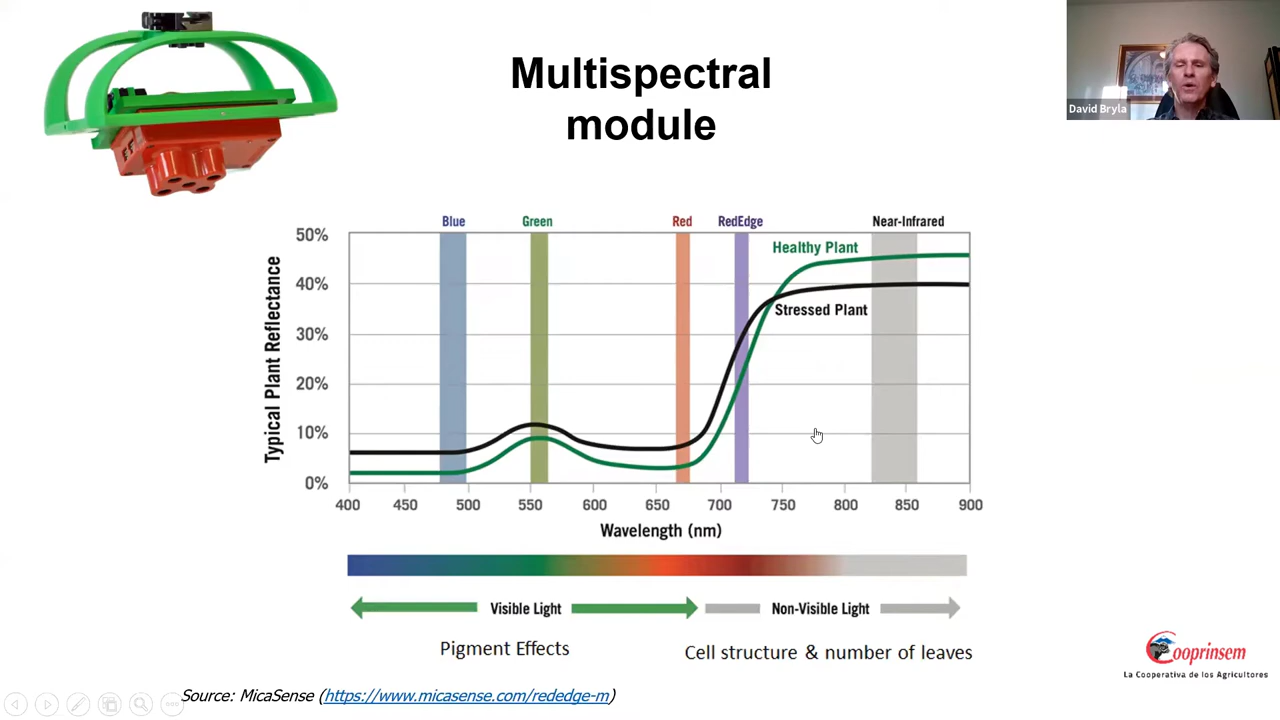 Multispectral
module
David Bryla
Blue
Green
Red
RedEdge
Near-Infrared
Typical Plant Reflectance
50%
40%
30%
20%
10%
0%
Healthy Plant
Stressed Plant
400 450 500 550 600 650 700 750 800 850 900
Wavelength (nm)
Visible Light
Non-Visible Light
Pigment Effects
Cell structure & number of leaves
Source: MicaSense (https://www.micasense.com/rededge-m)
Cooprinsem
La Cooperativa de los Agricultores